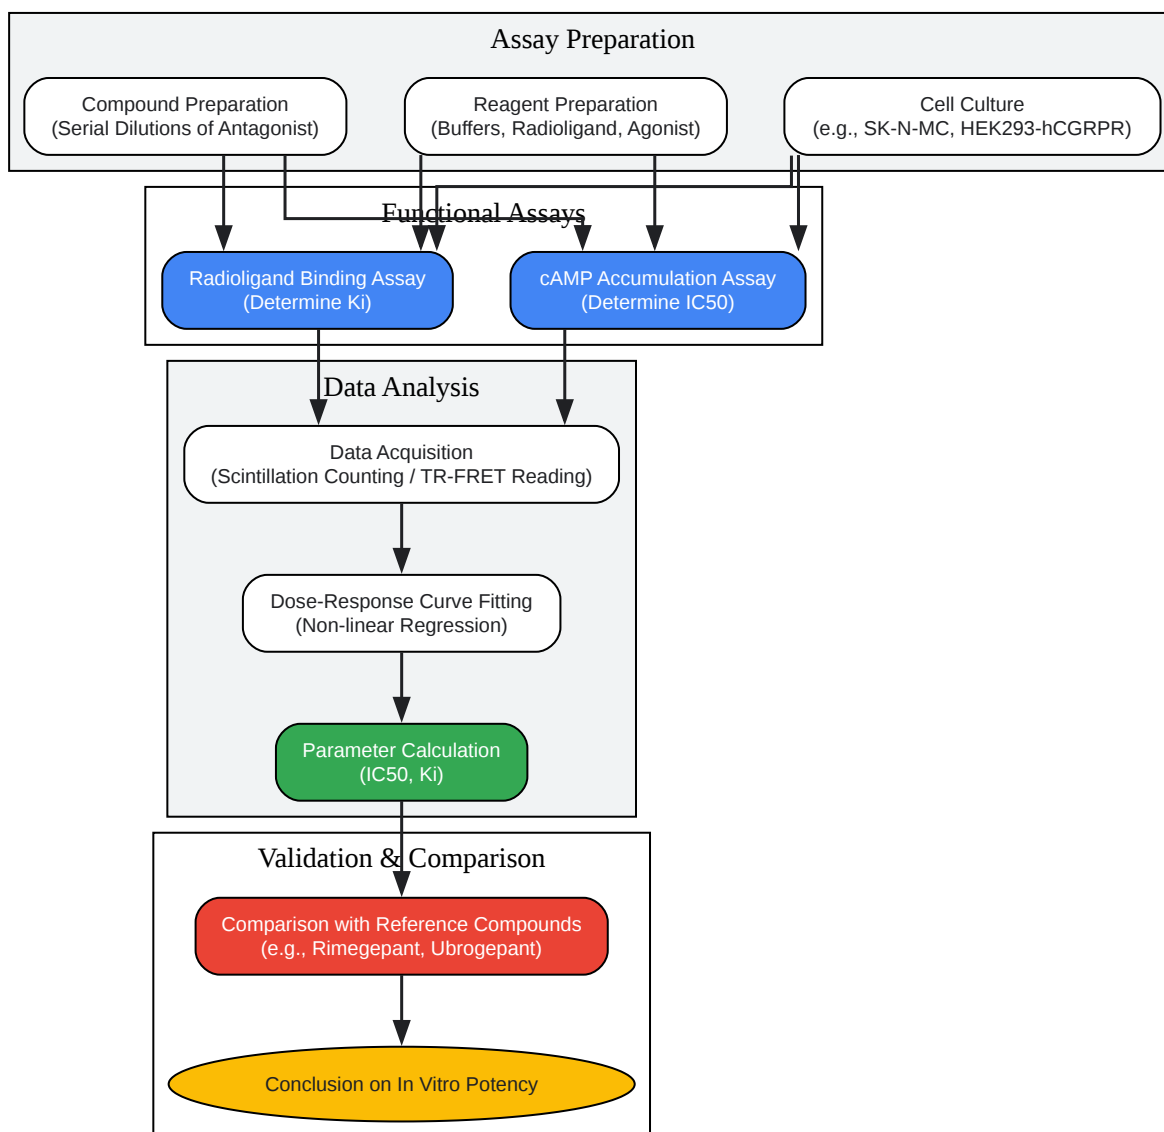 Assay Preparation
Compound Preparation
(Serial Dilutions of Antagonist)
Reagent Preparation
(Buffers, Radioligand, Agonist)
Cell Culture
(e.g., SK-N-MC, HEK293-hCGRPR)
Functional Assays
Radioligand Binding Assay
(Determine Ki)
cAMP Accumulation Assay
(Determine IC50)
Data Analysis
Data Acquisition
(Scintillation Counting / TR-FRET Reading)
Dose-Response Curve Fitting
(Non-linear Regression)
Parameter Calculation
(IC50, Ki)
Validation & Comparison
Comparison with Reference Compounds
(e.g., Rimegepant, Ubrogepant)
Conclusion on In Vitro Potency